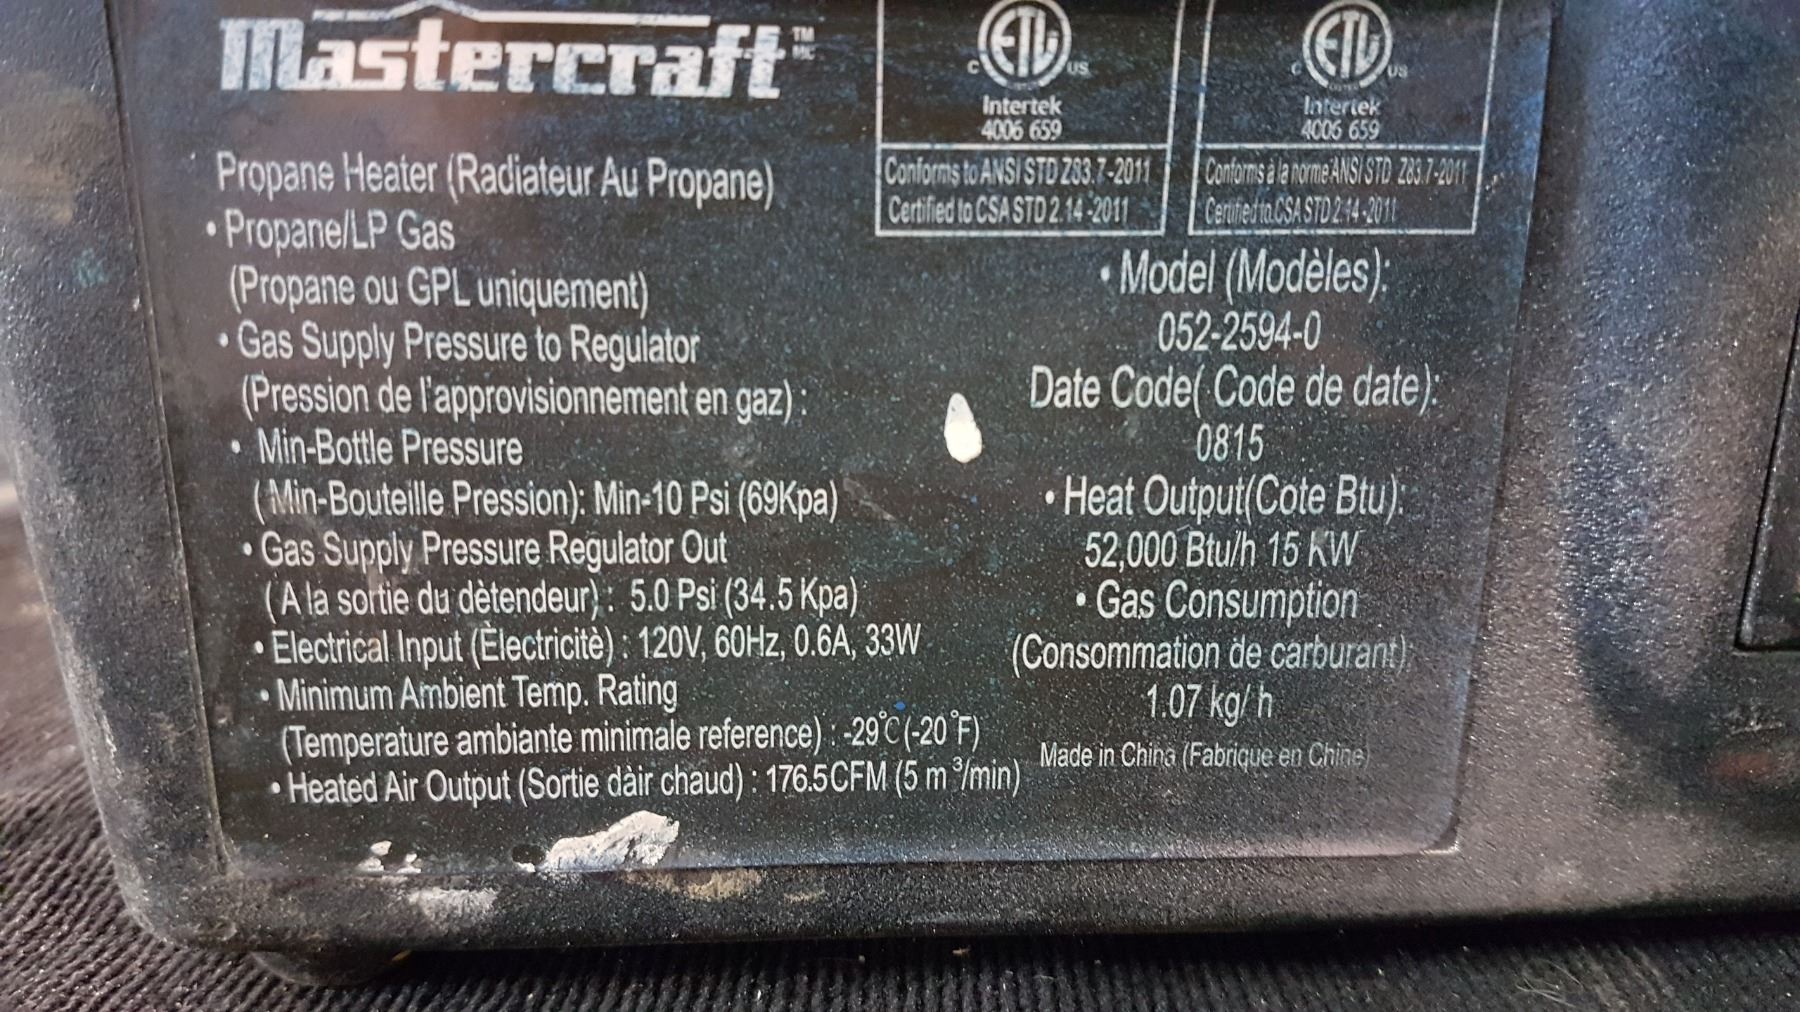 Mastercraft TM MC
Propane Heater (Radiateur Au Propane)
• Propane/LP Gas
(Propane ou GPL uniquement)
• Gas Supply Pressure to Regulator
(Pression de l'approvisionnement en gaz) :
• Min-Bottle Pressure
( Min-Bouteille Pression): Min-10 Psi (69Kpa)
• Gas Supply Pressure Regulator Out
( A la sortie du dètendeur) : 5.0 Psi (34.5 Kpa)
• Electrical Input (Èlectricitè) : 120V, 60Hz, 0.6A, 33W
• Minimum Ambient Temp. Rating
(Temperature ambiante minimale reference) : -29°C (-20°F)
• Heated Air Output (Sortie dàir chaud) : 176.5CFM (5 m³/min)
ETL
C US
Intertek
4006 659
Conforms to ANSI STD Z83.7-2011
Certified to CSA STD 2.14 -2011
ETL
C US
Intertek
4006 659
Conforms à la norme ANSI STD Z83.7-2011
Certified to CSA STD 2.14 -2011
• Model (Modèles):
052-2594-0
Date Code( Code de date):
0815
• Heat Output(Cote Btu):
52,000 Btu/h 15 KW
• Gas Consumption
(Consommation de carburant):
1.07 kg/ h
Made in China (Fabrique en Chine)